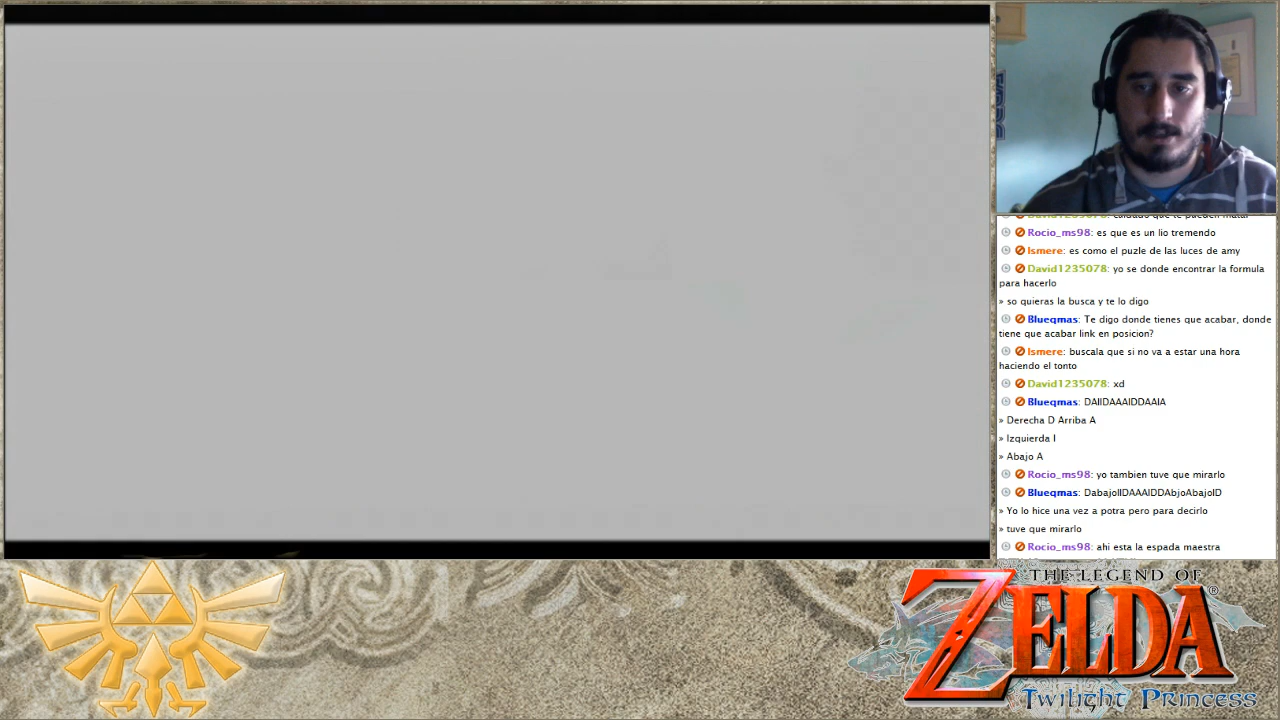 Rocio_ms98: es que es un lio tremendo
Ismere: es como el puzle de las luces de amy
David1235078: yo se donde encontrar la formula
para hacerlo
» so quieras la busca y te lo digo
Blueqmas: Te digo donde tienes que acabar, donde
tiene que acabar link en posicion?
Ismere: buscala que si no va a estar una hora
haciendo el tonto
David1235078: xd
Blueqmas: DAIIDAAAIDDAAIA
» Derecha D Arriba A
» Izquierda I
» Abajo A
Rocio_ms98: yo tambien tuve que mirarlo
Blueqmas: DabajoIIDAAAIDDAbjoAbajoID
» Yo lo hice una vez a potra pero para decirlo
» tuve que mirarlo
Rocio_ms98: ahi esta la espada maestra
THE LEGEND OF
ZELDA®
Twilight Princess